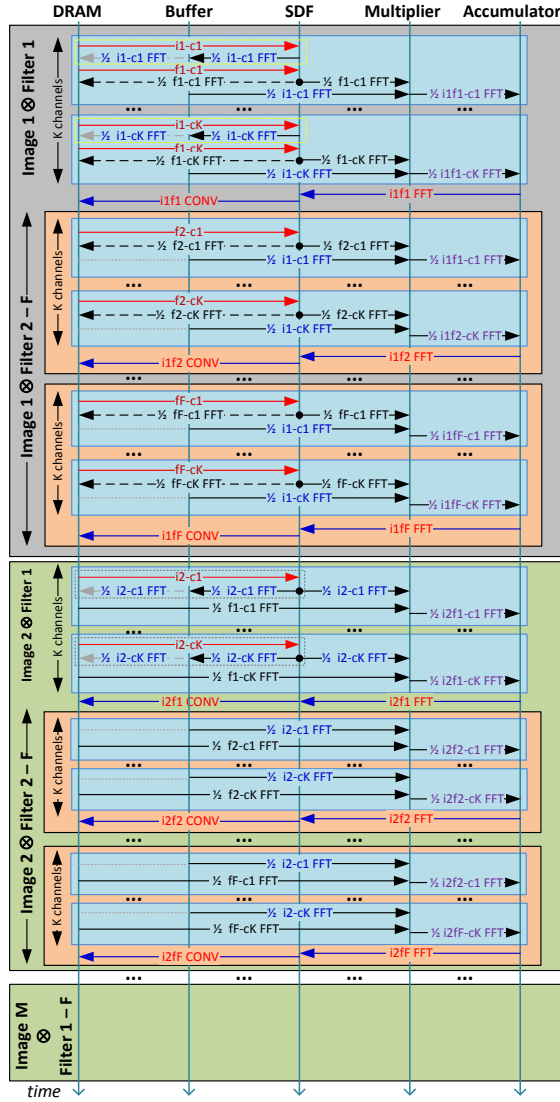 DRAM Buffer SDF Multiplier Accumulator
Image 1 ⊗ Filter 1
K channels
i1-c1
½ i1-c1 FFT ½ i1-c1 FFT
f1-c1
½ f1-c1 FFT ½ f1-c1 FFT
½ i1-c1 FFT ½ i1f1-c1 FFT
... ... ... ...
i1-cK
½ i1-cK FFT ½ i1-cK FFT
f1-cK
½ f1-cK FFT ½ f1-cK FFT
½ i1-cK FFT ½ i1f1-cK FFT
i1f1 CONV i1f1 FFT
Image 1 ⊗ Filter 2 – F
K channels
f2-c1
½ f2-c1 FFT ½ f2-c1 FFT
½ i1-c1 FFT ½ i1f1-c1 FFT
... ... ... ...
f2-cK
½ f2-cK FFT ½ f2-cK FFT
½ i1-cK FFT ½ i1f2-cK FFT
i1f2 CONV i1f2 FFT
... ... ... ...
K channels
fF-c1
½ fF-c1 FFT ½ fF-c1 FFT
½ i1-c1 FFT ½ i1fF-c1 FFT
... ... ... ...
fF-cK
½ fF-cK FFT ½ fF-cK FFT
½ i1-cK FFT ½ i1fF-cK FFT
i1fF CONV i1fF FFT
Image 2 ⊗ Filter 1
K channels
i2-c1
½ i2-c1 FFT ½ i2-c1 FFT ½ i2-c1 FFT
½ f1-c1 FFT ½ i2f1-c1 FFT
... ... ... ...
i2-cK
½ i2-cK FFT ½ i2-cK FFT ½ i2-cK FFT
½ f1-cK FFT ½ i2f1-cK FFT
i2f1 CONV i2f1 FFT
Image 2 ⊗ Filter 2 – F
K channels
½ i2-c1 FFT
½ f2-c1 FFT ½ i2f2-c1 FFT
... ... ... ...
½ i2-cK FFT
½ f2-cK FFT ½ i2f2-cK FFT
i2f2 CONV i2f2 FFT
... ... ... ...
K channels
½ i2-c1 FFT
½ fF-c1 FFT ½ i2f2-c1 FFT
... ... ... ...
½ i2-cK FFT
½ fF-cK FFT ½ i2fF-cK FFT
i2fF CONV i2fF FFT
... ... ... ...
Image M
⊗
Filter 1 – F
time